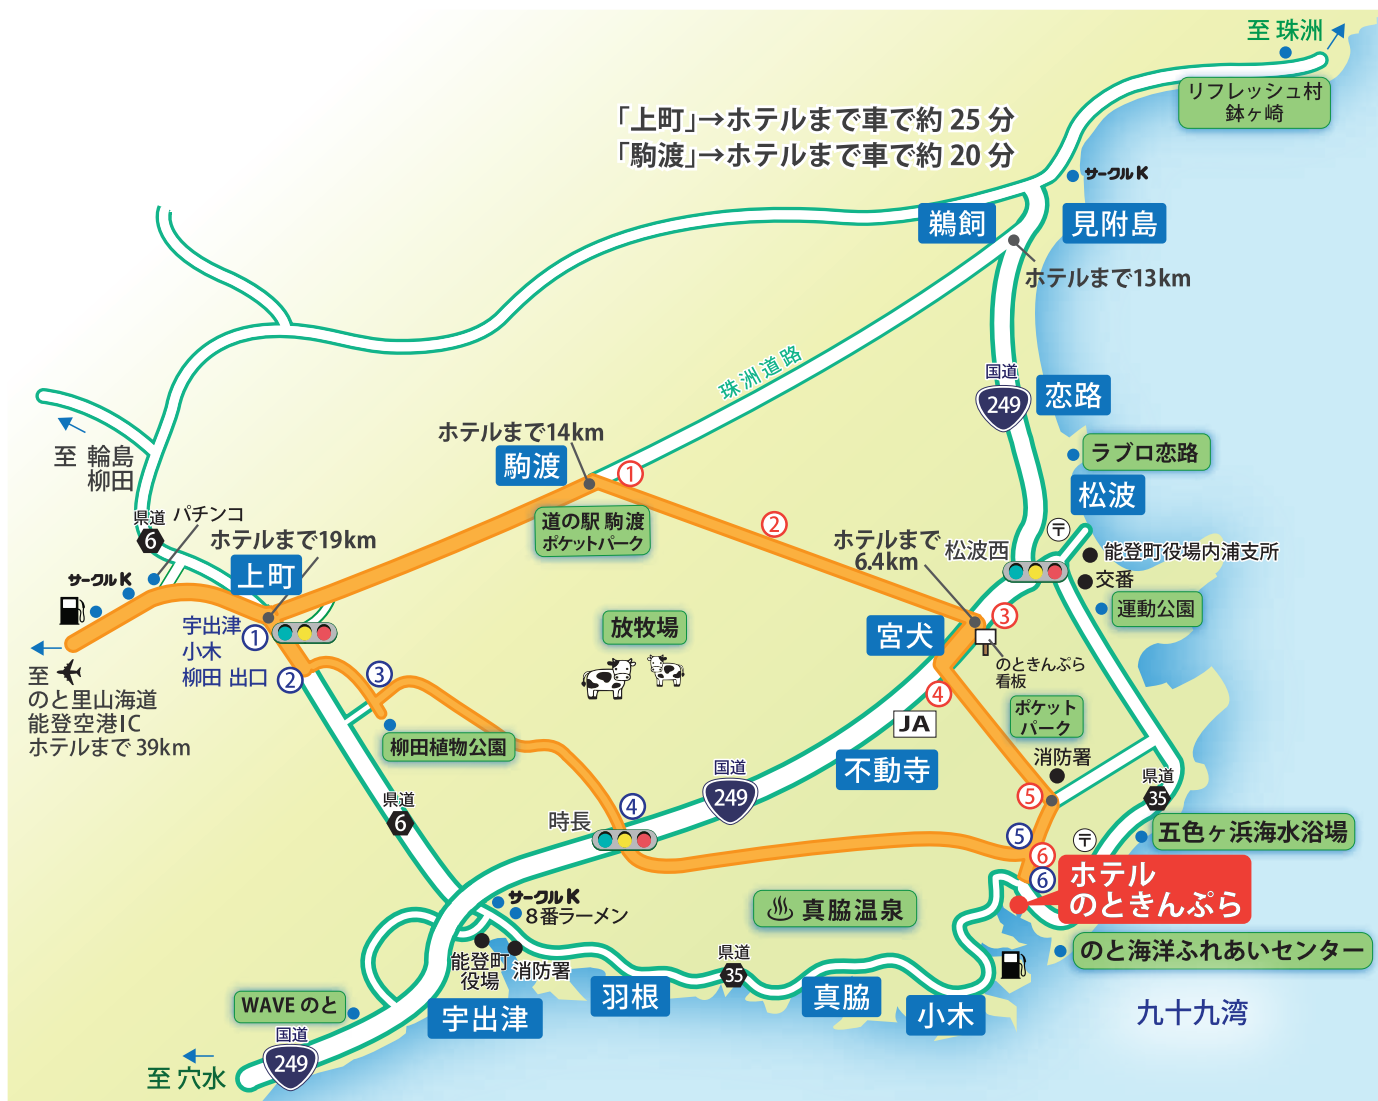 至 珠洲
リフレッシュ村
鉢ヶ崎
「上町」→ホテルまで車で約 25 分
「駒渡」→ホテルまで車で約 20 分
サークルK
鵜飼
見附島
ホテルまで13km
珠洲道路
国道
249
恋路
ラブロ恋路
松波
至 輪島
柳田
ホテルまで14km
駒渡
①
道の駅 駒渡
ポケットパーク
②
県道
6
パチンコ
ホテルまで19km
上町
サークルK
ホテルまで
6.4km
松波西
〒
能登町役場内浦支所
交番
運動公園
宇出津
小木
柳田 出口
①
②
③
放牧場
宮犬
③
のときんぷら
看板
④
至
のと里山海道
能登空港IC
ホテルまで 39km
柳田植物公園
JA
ポケット
パーク
不動寺
消防署
国道
249
県道
6
時長
④
⑤
県道
35
⑤
⑥
⑥
〒
五色ヶ浜海水浴場
ホテル
のときんぷら
サークルK
8番ラーメン
真脇温泉
能登町
役場
消防署
県道
35
のと海洋ふれあいセンター
WAVE のと
宇出津
羽根
真脇
小木
九十九湾
国道
249
至 穴水